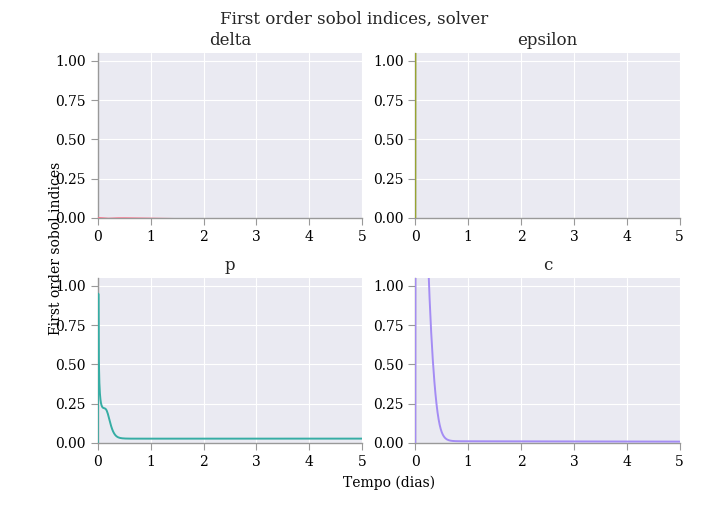 First order sobol indices, solver
delta
epsilon
1.00
0.75
0.50
0.25
0.00
0 1 2 3 4 5
1.00
0.75
0.50
0.25
0.00
0 1 2 3 4 5
First order sobol indices
p
c
1.00
0.75
0.50
0.25
0.00
0 1 2 3 4 5
1.00
0.75
0.50
0.25
0.00
0 1 2 3 4 5
Tempo (dias)